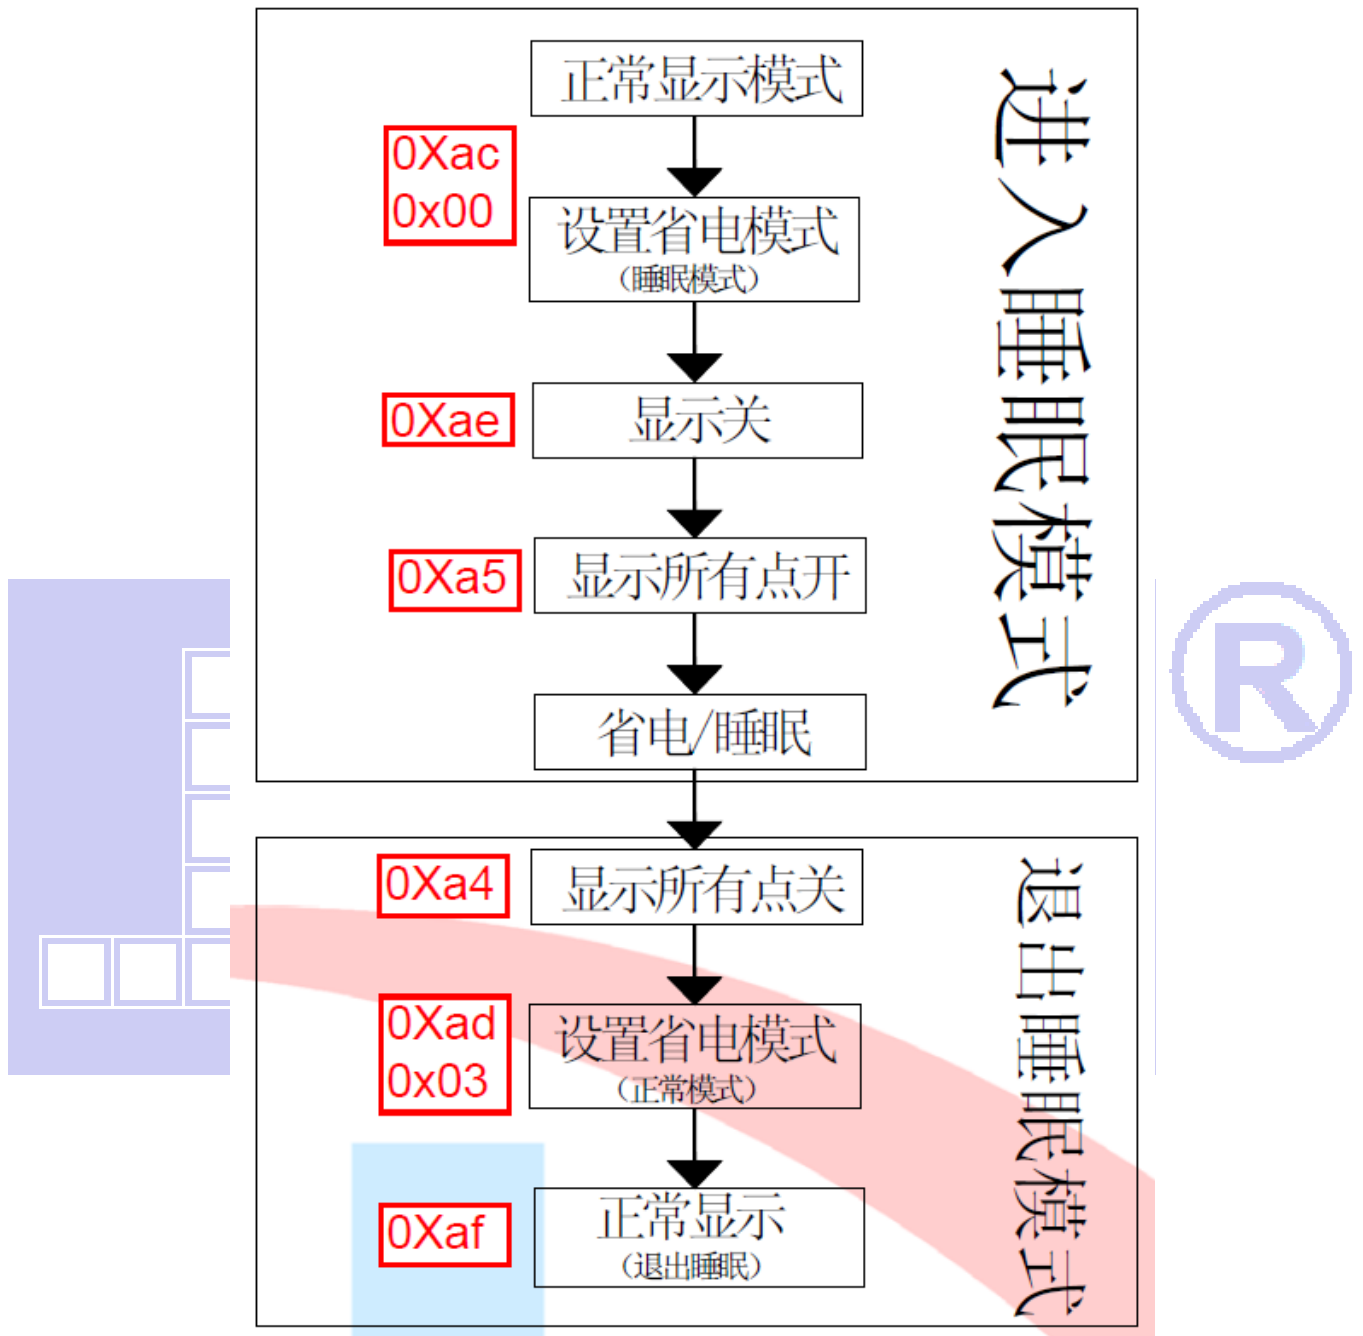 正常显示模式
0Xac
0x00
设置省电模式
（睡眠模式）
0Xae
显示关
0Xa5
显示所有点开
省电/睡眠
进入睡眠模式
0Xa4
显示所有点关
0Xad
0x03
设置省电模式
（正常模式）
0Xaf
正常显示
（退出睡眠）
退出睡眠模式
®